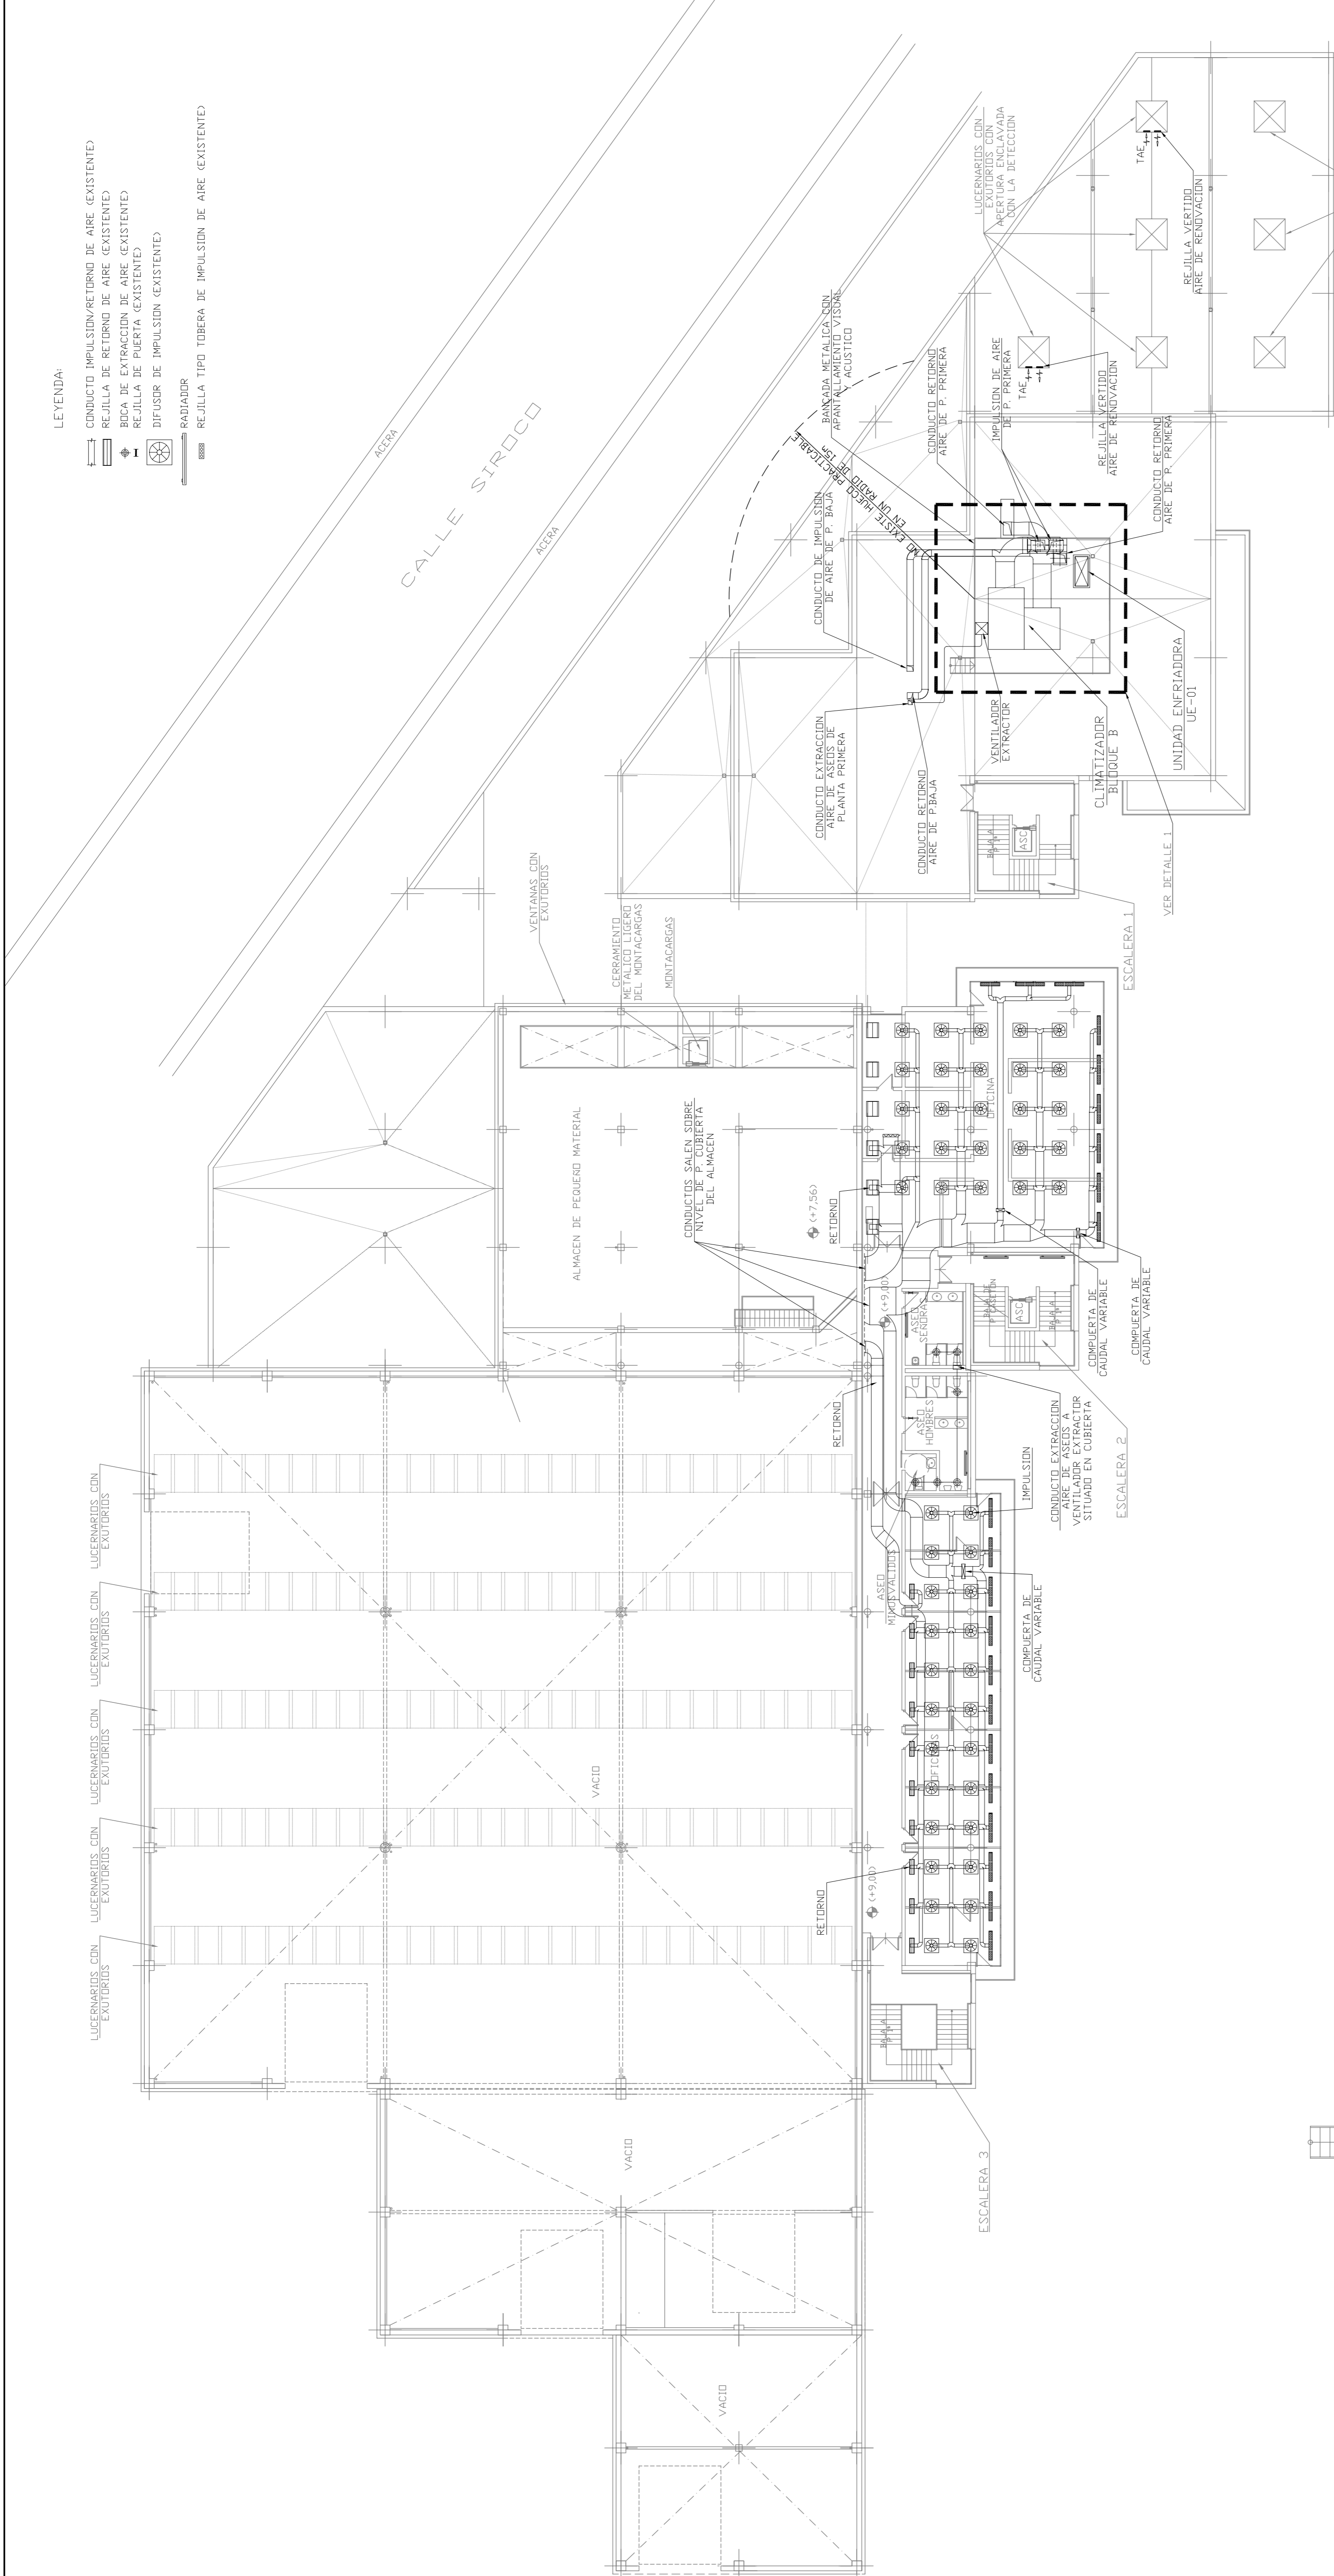 LEYENDA:
CONDUCTO IMPULSION/RETORNO DE AIRE (EXISTENTE)
REJILLA DE RETORNO DE AIRE (EXISTENTE)
BOCA DE EXTRACCION DE AIRE (EXISTENTE)
REJILLA DE PUERTA (EXISTENTE)
DIFUSOR DE IMPULSION (EXISTENTE)
RADIADOR
REJILLA TIPO TOBERA DE IMPULSION DE AIRE (EXISTENTE)
ACERA
CALLE SIROCO
ACERA
LUCERNARIOS CON
EXUTORIOS CON
APERTURA ENCLAVADA
CON LA DETECCION
TAE
REJILLA VERTIDO
AIRE DE RENOVACION
TAE
REJILLA VERTIDO
AIRE DE RENOVACION
BANCADA METALICA CON
APANTALLAMIENTO VISUAL
Y ACUSTICO
CONDUCTO RETORNO
AIRE DE P. PRIMERA
IMPULSION DE AIRE
DE P. PRIMERA
CONDUCTO RETORNO
AIRE DE P. PRIMERA
NO EXISTE HUECO PRACTICABLE
EN UN RADIO DE 15m.
CONDUCTO DE IMPULSION
DE AIRE DE P. BAJA
CONDUCTO EXTRACCION
AIRE DE ASEOS DE
PLANTA PRIMERA
CONDUCTO RETORNO
AIRE DE P.BAJA
VENTILADOR
EXTRACTOR
CLIMATIZADOR
BLOQUE B
UNIDAD ENFRIADORA
UE-01
VER DETALLE 1
ASC.
ESCALERA 1
VENTANAS CON
EXUTORIOS
CERRAMIENTO
METALICO LIGERO
DEL MONTACARGAS
MONTACARGAS
ALMACEN DE PEQUEÑO MATERIAL
CONDUCTOS SALEN SOBRE
NIVEL DE P. CUBIERTA
DEL ALMACEN
(+7,56)
RETORNO
OFICINA
(+9,00)
ASEO
SEÑORAS
ASC.
COMPUERTA DE
CAUDAL VARIABLE
COMPUERTA DE
CAUDAL VARIABLE
RETORNO
ASEO
HOMBRES
IMPULSION
CONDUCTO EXTRACCION
AIRE DE ASEOS A
VENTILADOR EXTRACTOR
SITUADO EN CUBIERTA
ESCALERA 2
ASEO
MINUSVALIDOS
COMPUERTA DE
CAUDAL VARIABLE
OFICINAS
RETORNO
(+9,00)
LUCERNARIOS CON
EXUTORIOS
LUCERNARIOS CON
EXUTORIOS
LUCERNARIOS CON
EXUTORIOS
LUCERNARIOS CON
EXUTORIOS
LUCERNARIOS CON
EXUTORIOS
VACIO
ESCALERA 3
VACIO
VACIO